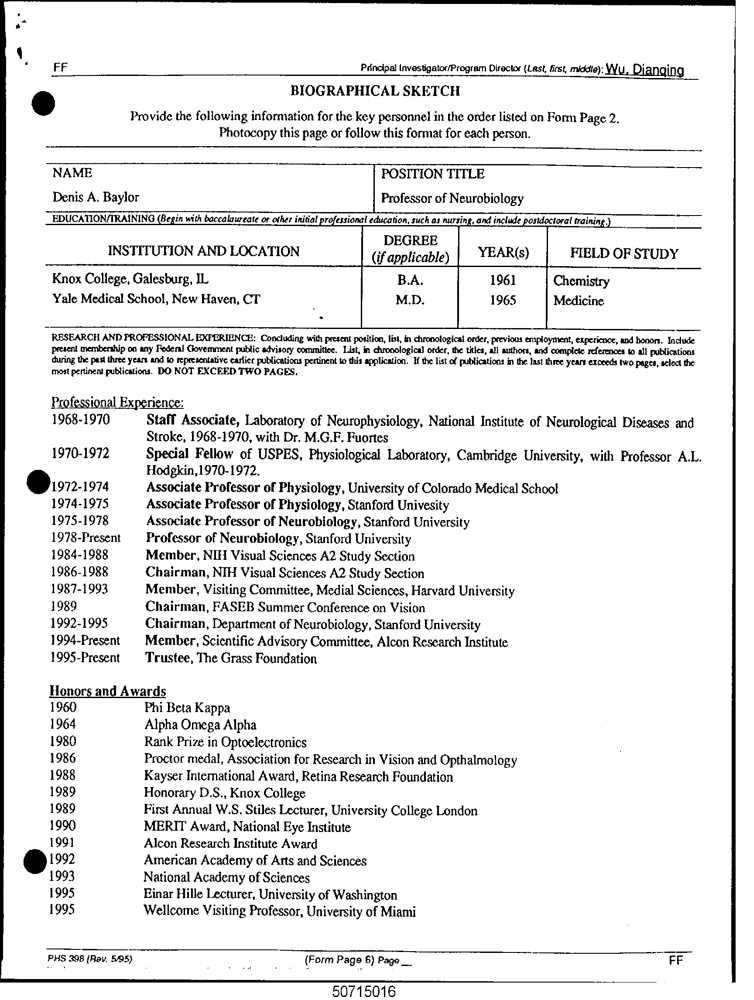 FF Principal Investigator/Program Director (Last, first, middle): Wu, Dianqing
BIOGRAPHICAL SKETCH
Provide the following information for the key personnel in the order listed on Form Page 2.
Photocopy this page or follow this format for each person.
NAME POSITION TITLE
Denis A. Baylor Professor of Neurobiology
EDUCATION/TRAINING (Begin with baccalaureate or other initial professional education, such as nursing, and include postdoctoral training.)
INSTITUTION AND LOCATION DEGREE (if applicable) YEAR(s) FIELD OF STUDY
Knox College, Galesburg, IL B.A. 1961 Chemistry
Yale Medical School, New Haven, CT M.D. 1965 Medicine
RESEARCH AND PROFESSIONAL EXPERIENCE: Concluding with present position, list, in chronological order, previous employment, experience, and honors. Include
present membership on any Federal Government public advisory committee. List, in chronological order, the titles, all authors, and complete references to all publications
during the past three years and to representative earlier publications pertinent to this application. If the list of publications in the last three years exceeds two pages, select the
most pertinent publications. DO NOT EXCEED TWO PAGES.
Professional Experience:
1968-1970 Staff Associate, Laboratory of Neurophysiology, National Institute of Neurological Diseases and
Stroke, 1968-1970, with Dr. M.G.F. Fuortes
1970-1972 Special Fellow of USPES, Physiological Laboratory, Cambridge University, with Professor A.L.
Hodgkin,1970-1972.
1972-1974 Associate Professor of Physiology, University of Colorado Medical School
1974-1975 Associate Professor of Physiology, Stanford Univesity
1975-1978 Associate Professor of Neurobiology, Stanford University
1978-Present Professor of Neurobiology, Stanford University
1984-1988 Member, NIH Visual Sciences A2 Study Section
1986-1988 Chairman, NIH Visual Sciences A2 Study Section
1987-1993 Member, Visiting Committee, Medial Sciences, Harvard University
1989 Chairman, FASEB Summer Conference on Vision
1992-1995 Chairman, Department of Neurobiology, Stanford University
1994-Present Member, Scientific Advisory Committee, Alcon Research Institute
1995-Present Trustee, The Grass Foundation
Honors and Awards
1960 Phi Beta Kappa
1964 Alpha Omega Alpha
1980 Rank Prize in Optoelectronics
1986 Proctor medal, Association for Research in Vision and Opthalmology
1988 Kayser International Award, Retina Research Foundation
1989 Honorary D.S., Knox College
1989 First Annual W.S. Stiles Lecturer, University College London
1990 MERIT Award, National Eye Institute
1991 Alcon Research Institute Award
1992 American Academy of Arts and Sciences
1993 National Academy of Sciences
1995 Einar Hille Lecturer, University of Washington
1995 Wellcome Visiting Professor, University of Miami
PHS 398 (Rev. 5/95) (Form Page 6) Page __ FF
50715016